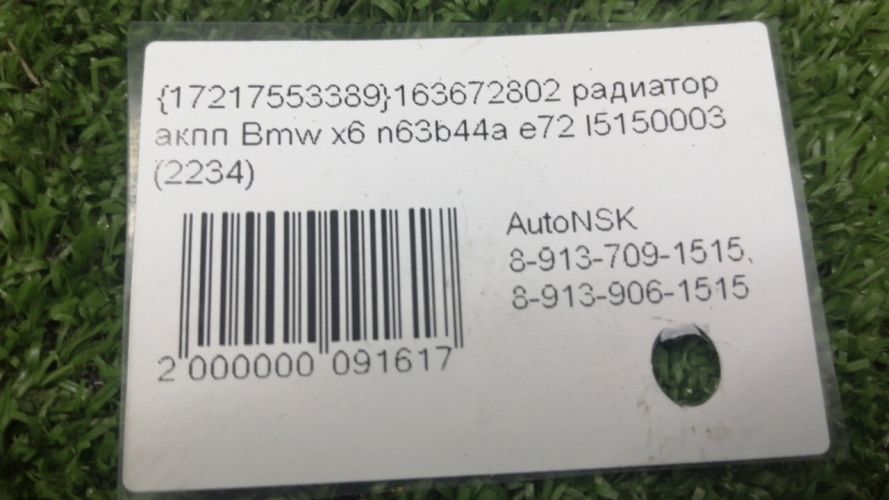 {17217553389}163672802 радиатор
акпп Bmw x6 n63b44a e72 l5150003
(2234)
AutoNSK
8-913-709-1515,
8-913-906-1515
2 000000 091617